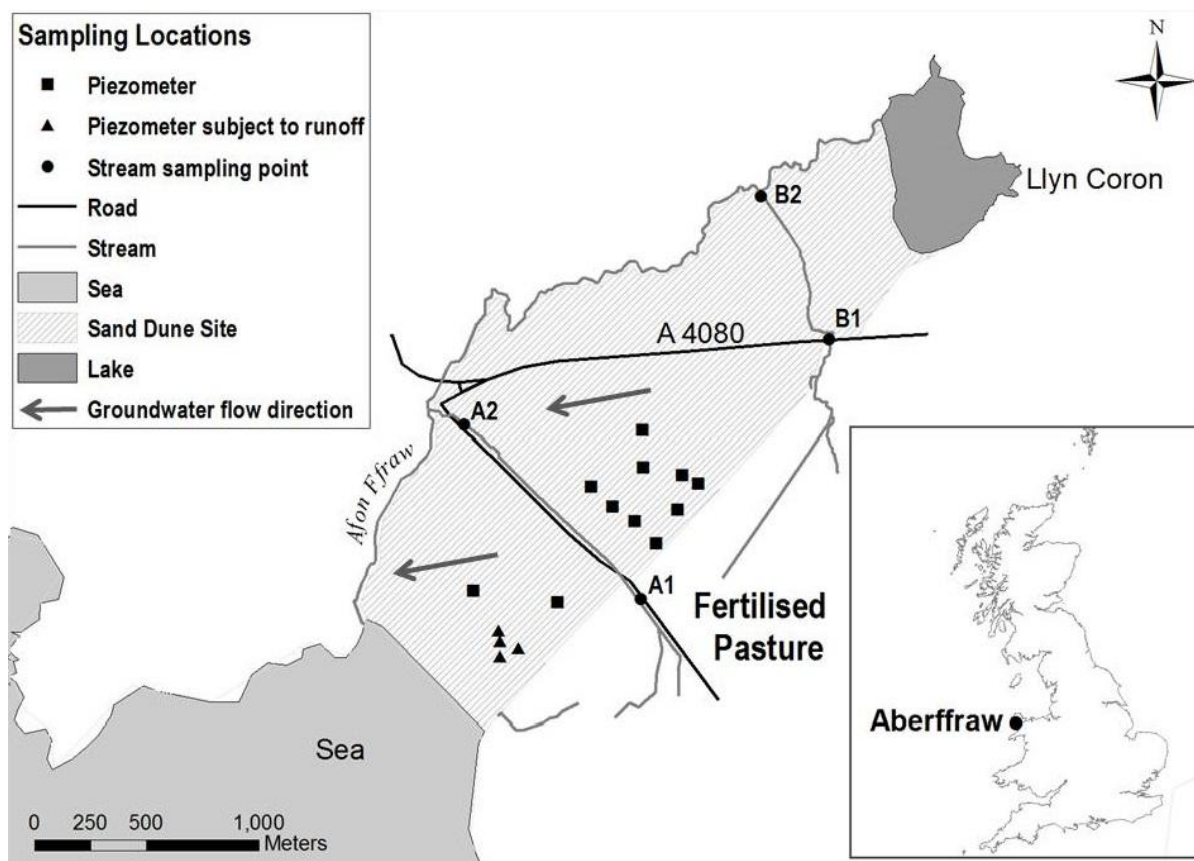 Sampling Locations
Piezometer
Piezometer subject to runoff
Stream sampling point
Road
Stream
Sea
Sand Dune Site
Lake
Groundwater flow direction
N
Llyn Coron
B2
B1
A 4080
A2
Afon Ffraw
A1
Fertilised
Pasture
Sea
0 250 500 1,000
Meters
Aberffraw